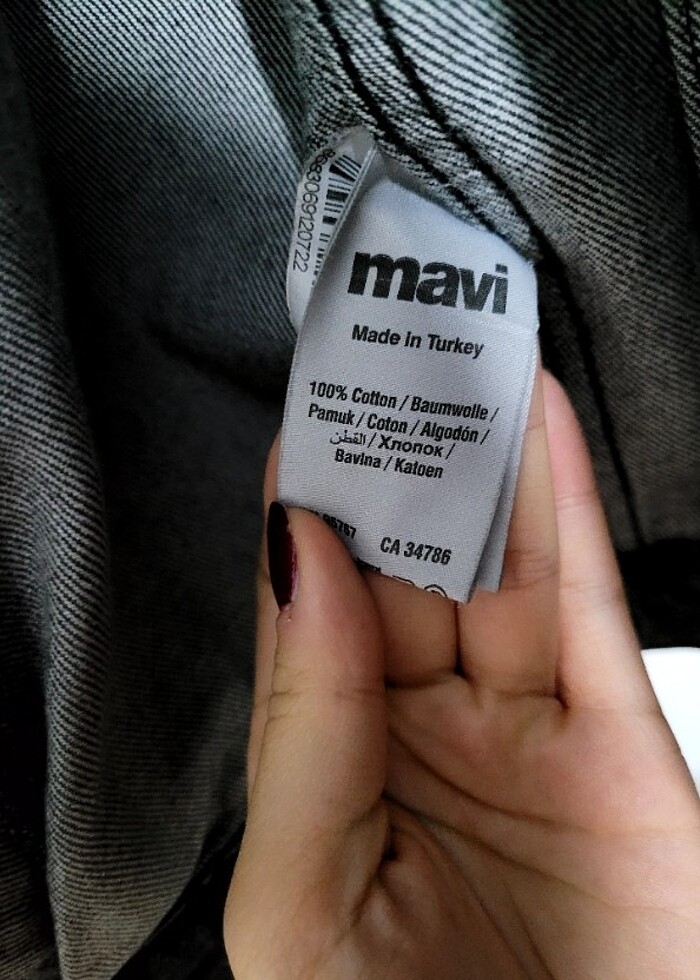 8683069120722
mavi
Made in Turkey
100% Cotton / Baumwolle /
Pamuk / Coton / Algodón /
القطن / Хлопок /
Bavlna / Katoen
CA 34786